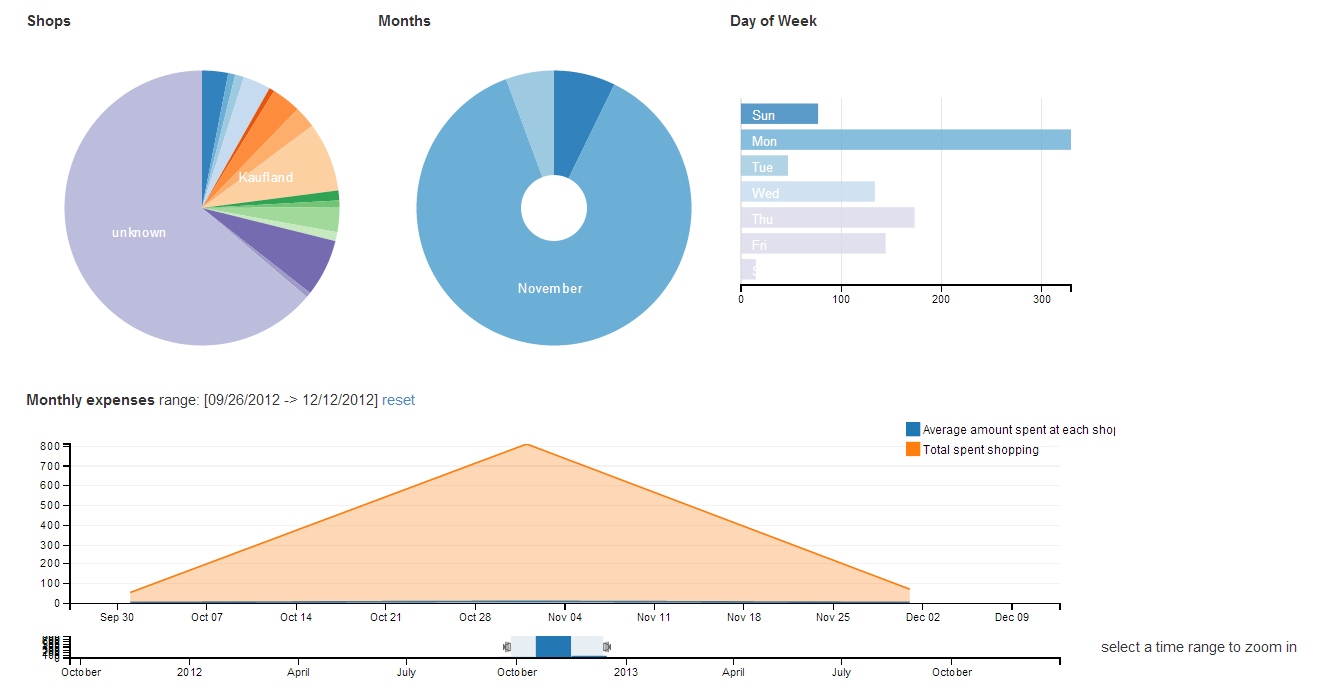 Shops
Months
Day of Week
Kaufland
unknown
November
Sun
Mon
Tue
Wed
Thu
Fri
0 100 200 300
Monthly expenses range: [09/26/2012 -> 12/12/2012] reset
Average amount spent at each shop
Total spent shopping
800
700
600
500
400
300
200
100
0
Sep 30 Oct 07 Oct 14 Oct 21 Oct 28 Nov 04 Nov 11 Nov 18 Nov 25 Dec 02 Dec 09
select a time range to zoom in
October 2012 April July October 2013 April July October